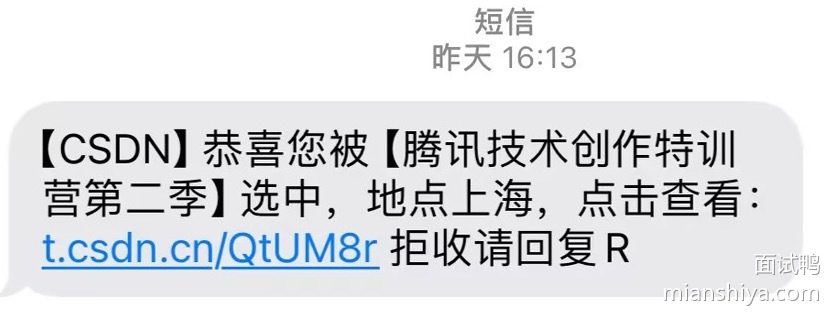 短信
昨天 16:13
【CSDN】恭喜您被【腾讯技术创作特训
营第二季】选中，地点上海，点击查看：
t.csdn.cn/QtUM8r 拒收请回复R
面试鸭
mianshiya.com